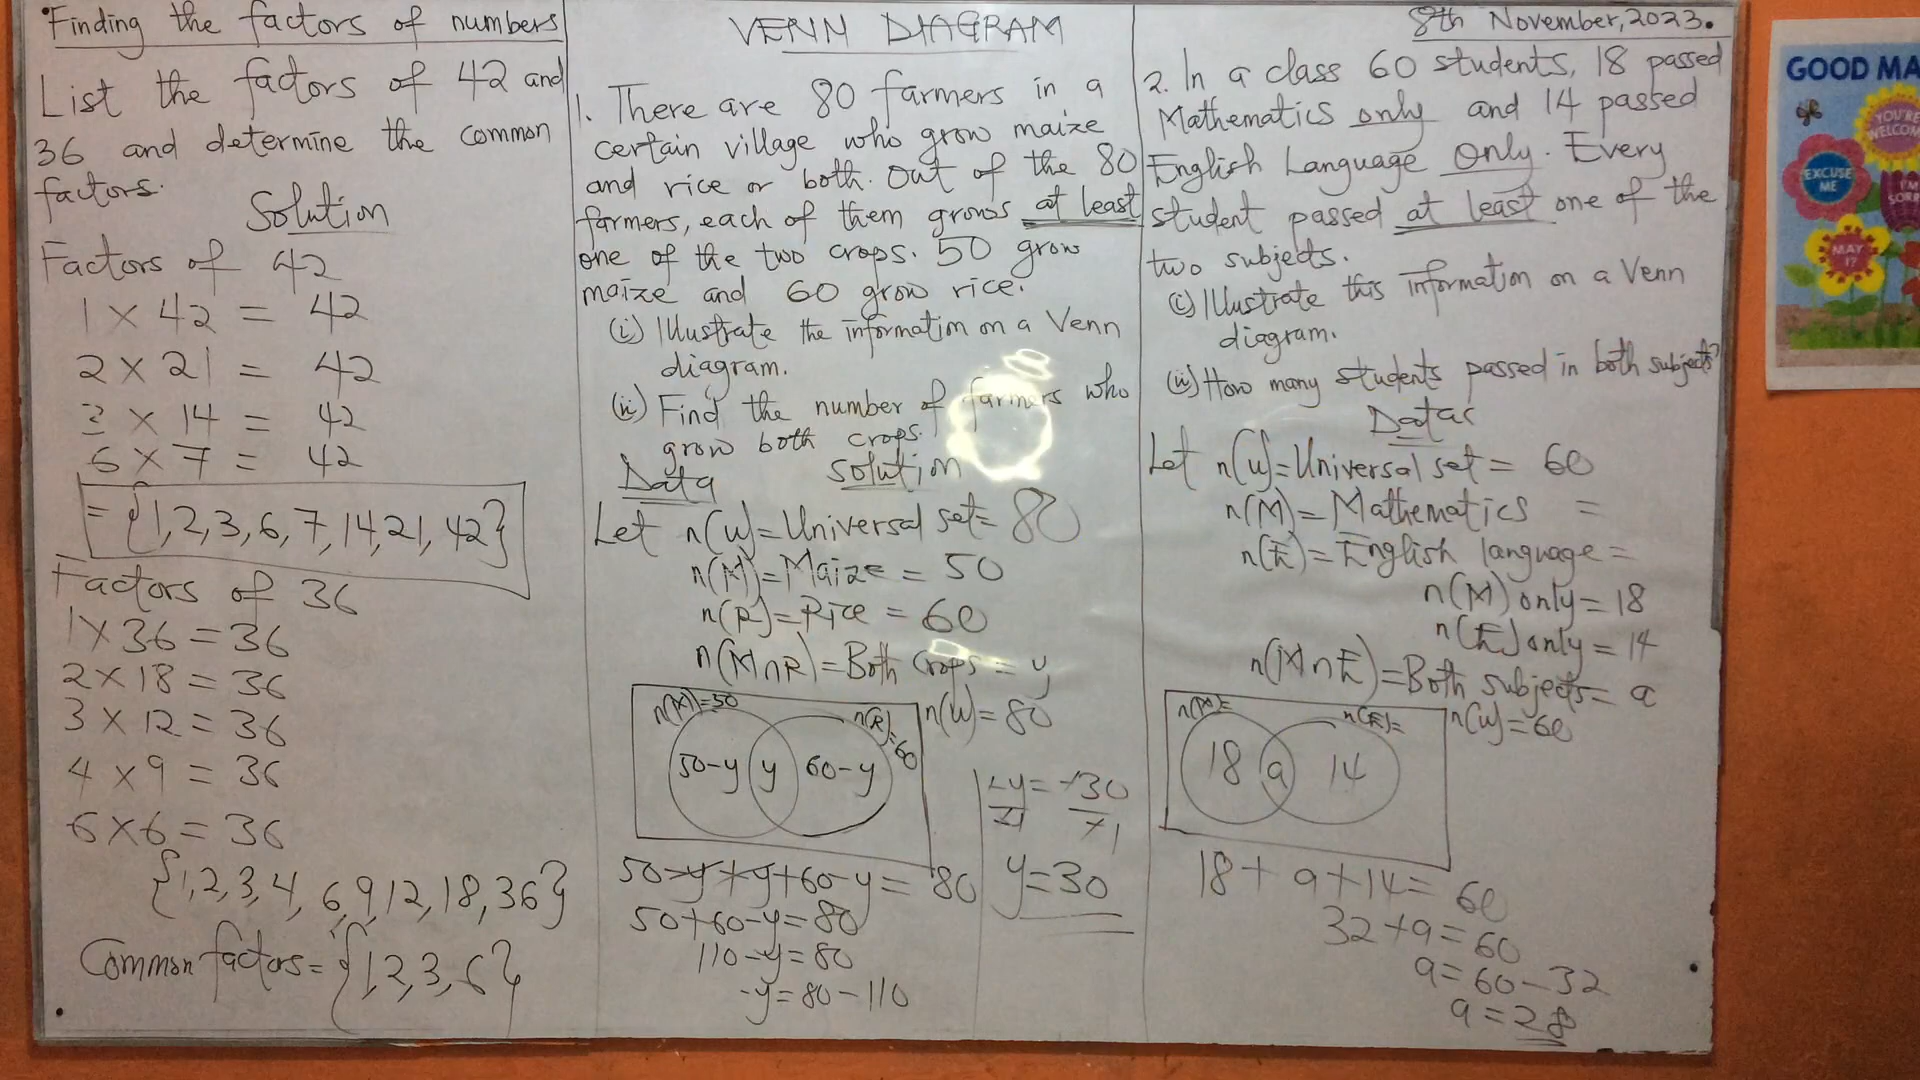 Finding the factors of numbers
List the factors of 42 and
36 and determine the common
factors.
Solution
Factors of 42
1 x 42 = 42
2 x 21 = 42
3 x 14 = 42
6 x 7 = 42
= {1,2,3,6,7,14,21,42}
Factors of 36
1 x 36 = 36
2 x 18 = 36
3 x 12 = 36
4 x 9 = 36
6 x 6 = 36
{1,2,3,4,6,9,12,18,36}
Common factors = {1,2,3,6}
VENN DIAGRAM
1. There are 80 farmers in a
certain village who grow maize
and rice or both. Out of the 80
farmers, each of them grows at least
one of the two crops. 50 grow
maize and 60 grow rice.
(i) Illustrate the information on a Venn
diagram.
(ii) Find the number of farmers who
grow both crops.
Data Solution
Let n(U) = Universal set = 80
n(M) = Maize = 50
n(R) = Rice = 60
n(M∩R) = Both crops = y
n(M)=50
n(R)=60
n(U) = 80
50-y y 60-y
50-y+y+60-y = 80
50+60-y = 80
110-y = 80
-y = 80-110
-y = -30
-1 -1
y = 30
8th November, 2023.
2. In a class 60 students, 18 passed
Mathematics only and 14 passed
English Language Only. Every
student passed at least one of the
two subjects.
(i) Illustrate this information on a Venn
diagram.
(ii) How many students passed in both subjects?
Datas
Let n(U) = Universal set = 60
n(M) = Mathematics =
n(E) = English language =
n(M) only = 18
n(E) only = 14
n(M∩E) = Both subjects = a
n(M)=
n(E)=
n(U) = 60
18 a 14
18 + a + 14 = 60
32 + a = 60
a = 60 - 32
a = 28
GOOD MA
YOU'RE
WELCOM
EXCUSE
ME
I'M
SORR
MAY
I?